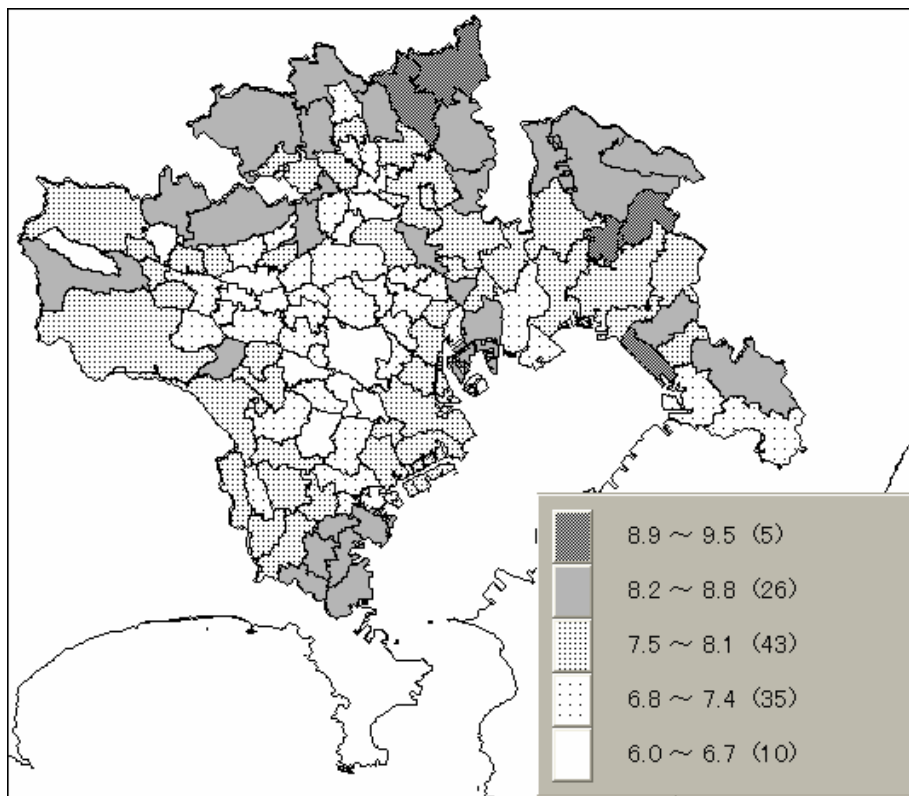 8.9 ～ 9.5 (5)
8.2 ～ 8.8 (26)
7.5 ～ 8.1 (43)
6.8 ～ 7.4 (35)
6.0 ～ 6.7 (10)